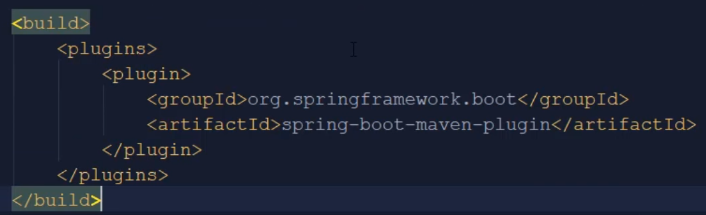 <build>
<plugins>
<plugin>
<groupId>org.springframework.boot</groupId>
<artifactId>spring-boot-maven-plugin</artifactId>
</plugin>
</plugins>
</build>